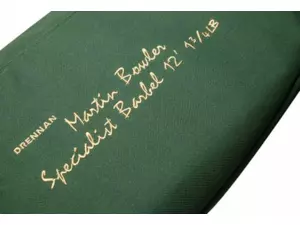 DRENNAN
Martin Bowler
Specialist Barbel 12' 1¾LB